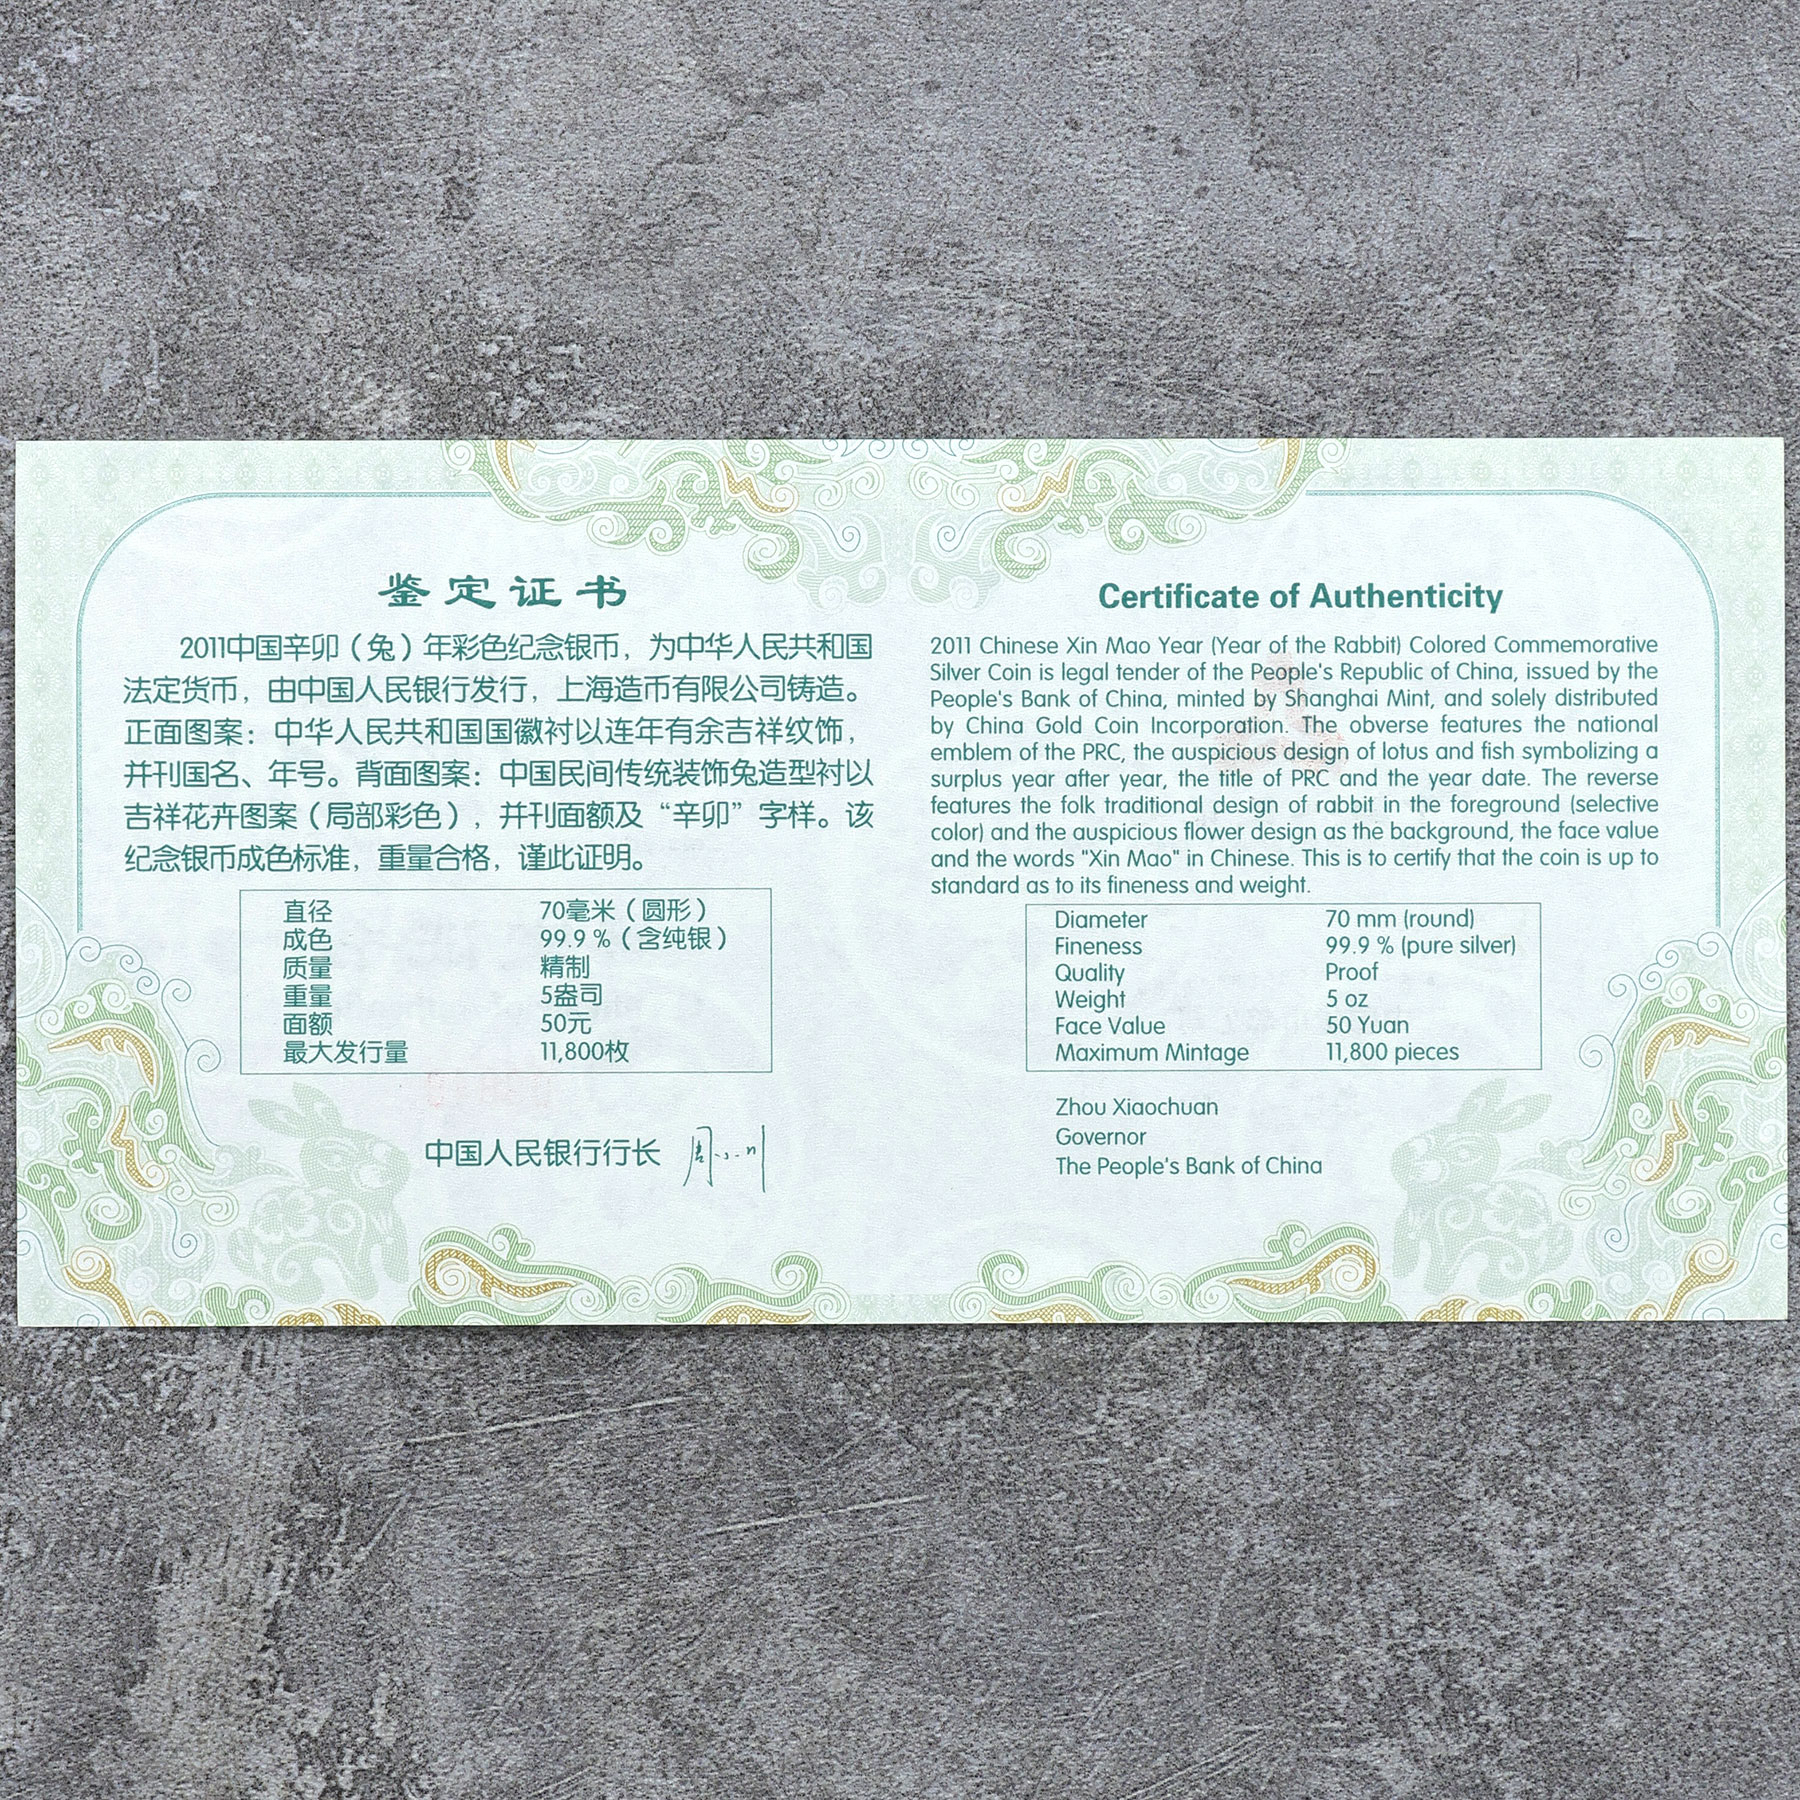 鉴定证书
2011中国辛卯（兔）年彩色纪念银币，为中华人民共和国
法定货币，由中国人民银行发行，上海造币有限公司铸造。
正面图案：中华人民共和国国徽衬以连年有余吉祥纹饰，
并刊国名、年号。背面图案：中国民间传统装饰兔造型衬以
吉祥花卉图案（局部彩色），并刊面额及“辛卯”字样。该
纪念银币成色标准，重量合格，谨此证明。
直径 70毫米（圆形）
成色 99.9 %（含纯银）
质量 精制
重量 5盎司
面额 50元
最大发行量 11,800枚
中国人民银行行长 周小川
Certificate of Authenticity
2011 Chinese Xin Mao Year (Year of the Rabbit) Colored Commemorative
Silver Coin is legal tender of the People's Republic of China, issued by the
People's Bank of China, minted by Shanghai Mint, and solely distributed
by China Gold Coin Incorporation. The obverse features the national
emblem of the PRC, the auspicious design of lotus and fish symbolizing a
surplus year after year, the title of PRC and the year date. The reverse
features the folk traditional design of rabbit in the foreground (selective
color) and the auspicious flower design as the background, the face value
and the words "Xin Mao" in Chinese. This is to certify that the coin is up to
standard as to its fineness and weight.
Diameter 70 mm (round)
Fineness 99.9 % (pure silver)
Quality Proof
Weight 5 oz
Face Value 50 Yuan
Maximum Mintage 11,800 pieces
Zhou Xiaochuan
Governor
The People's Bank of China